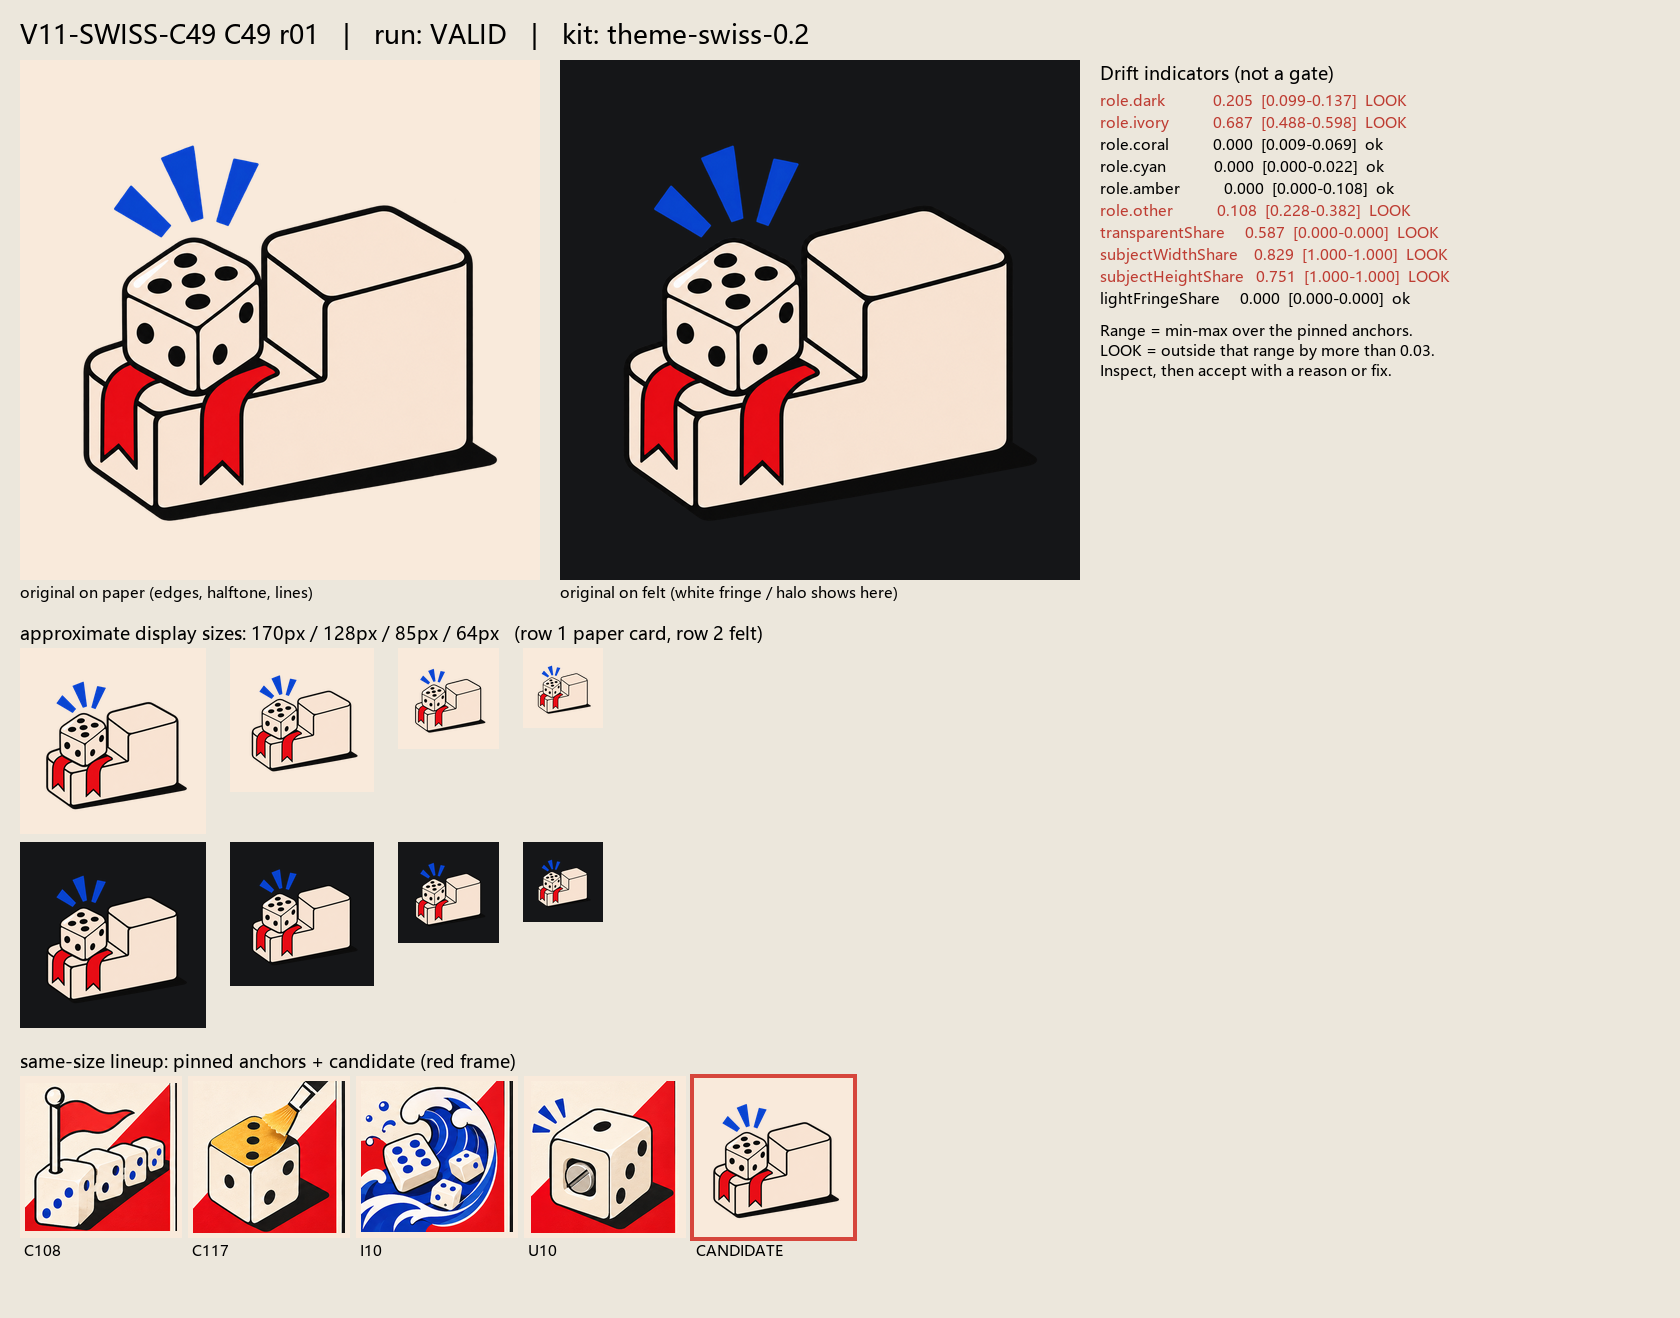 V11-SWISS-C49 C49 r01 | run: VALID | kit: theme-swiss-0.2
Drift indicators (not a gate)
role.dark 0.205 [0.099-0.137] LOOK
role.ivory 0.687 [0.488-0.598] LOOK
role.coral 0.000 [0.009-0.069] ok
role.cyan 0.000 [0.000-0.022] ok
role.amber 0.000 [0.000-0.108] ok
role.other 0.108 [0.228-0.382] LOOK
transparentShare 0.587 [0.000-0.000] LOOK
subjectWidthShare 0.829 [1.000-1.000] LOOK
subjectHeightShare 0.751 [1.000-1.000] LOOK
lightFringeShare 0.000 [0.000-0.000] ok
Range = min-max over the pinned anchors.
LOOK = outside that range by more than 0.03.
Inspect, then accept with a reason or fix.
original on paper (edges, halftone, lines)
original on felt (white fringe / halo shows here)
approximate display sizes: 170px / 128px / 85px / 64px (row 1 paper card, row 2 felt)
same-size lineup: pinned anchors + candidate (red frame)
C108
C117
I10
U10
CANDIDATE